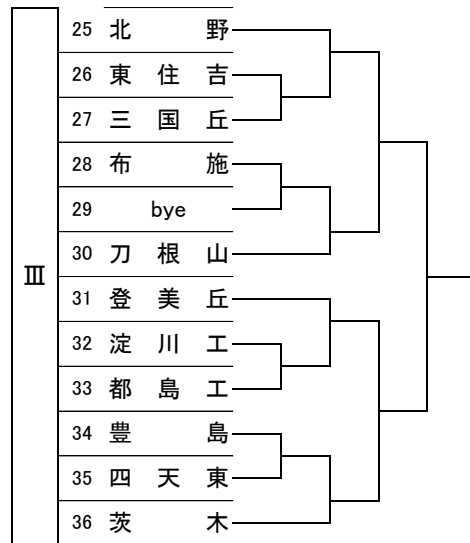 Ⅲ
25 北野
26 東住吉
27 三国丘
28 布施
29 bye
30 刀根山
31 登美丘
32 淀川工
33 都島工
34 豊島
35 四天東
36 茨木